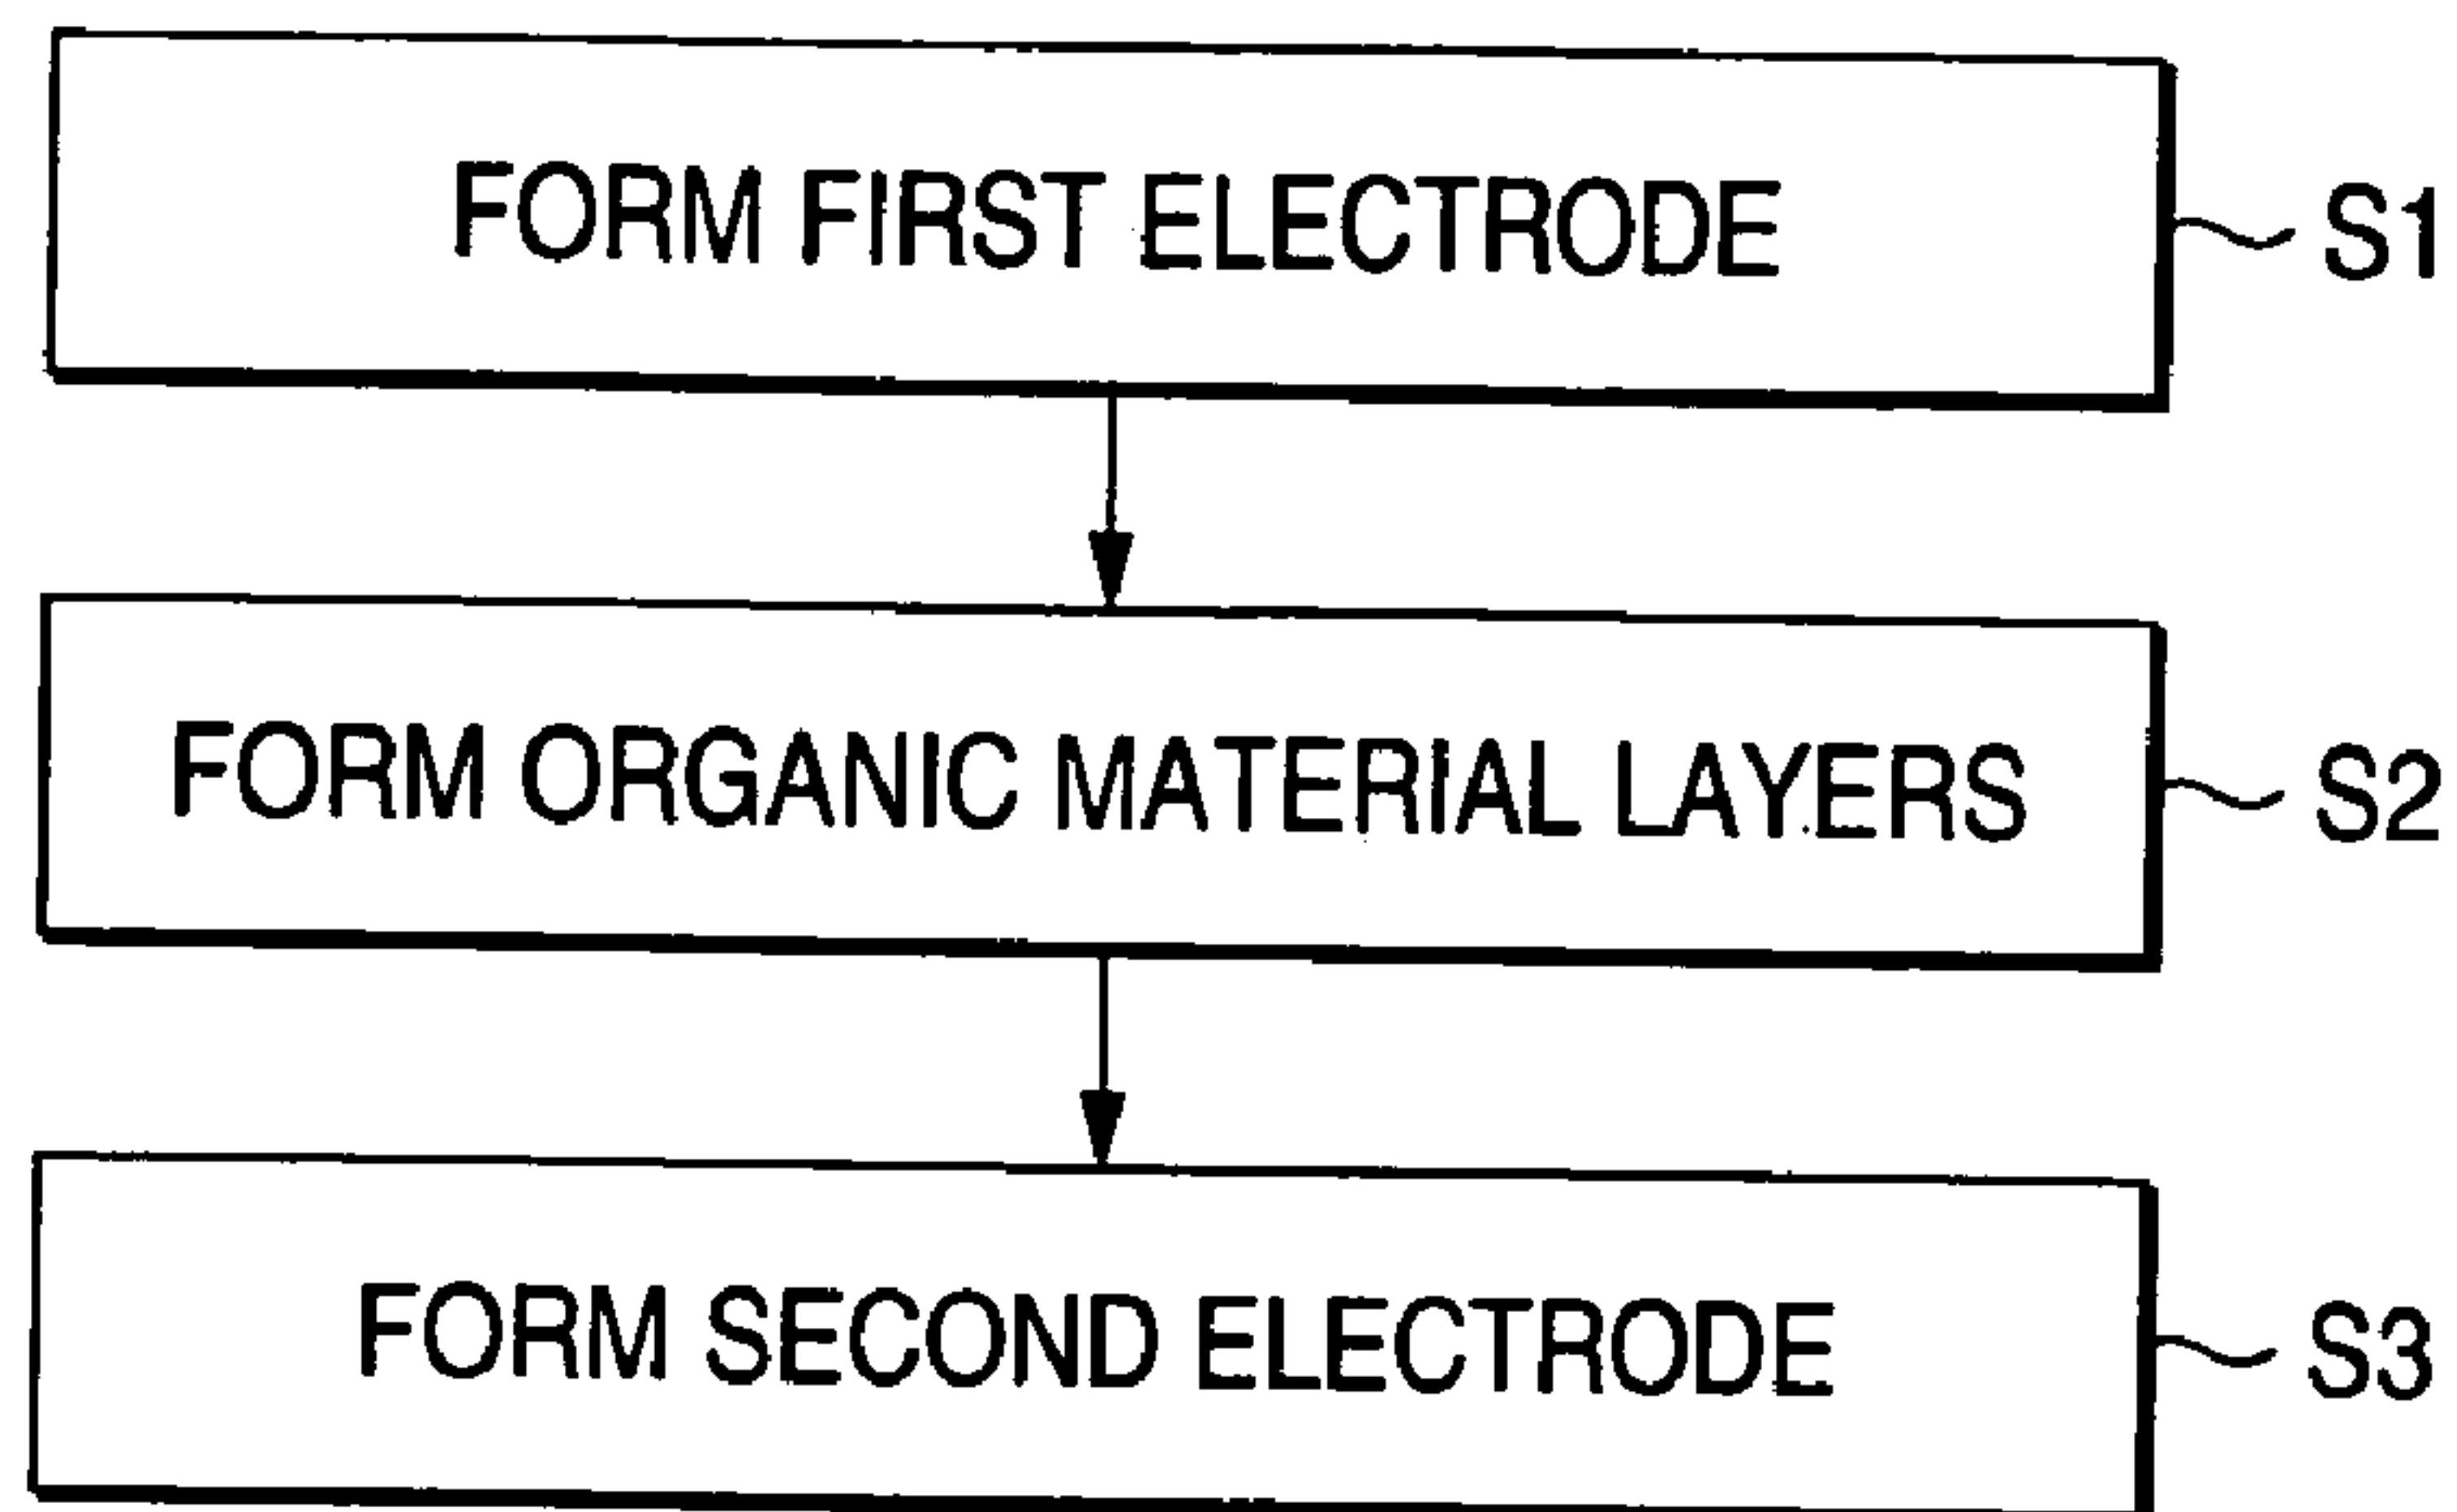 FORM FIRST ELECTRODE S1
FORM ORGANIC MATERIAL LAYERS S2
FORM SECOND ELECTRODE S3